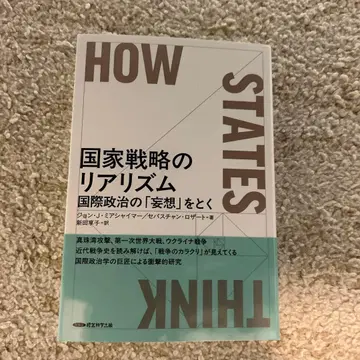 HOW
STATES
THINK
国家戦略の
リアリズム
国際政治の「妄想」をとく
ジョン・J・ミアシャイマー/セバスチャン・ロザート=著
真珠湾攻撃、第一次世界大戦、ウクライナ戦争
近代戦争史を読み解けば、「戦争のカラクリ」が見えてくる
国際政治学の巨匠による衝撃的研究